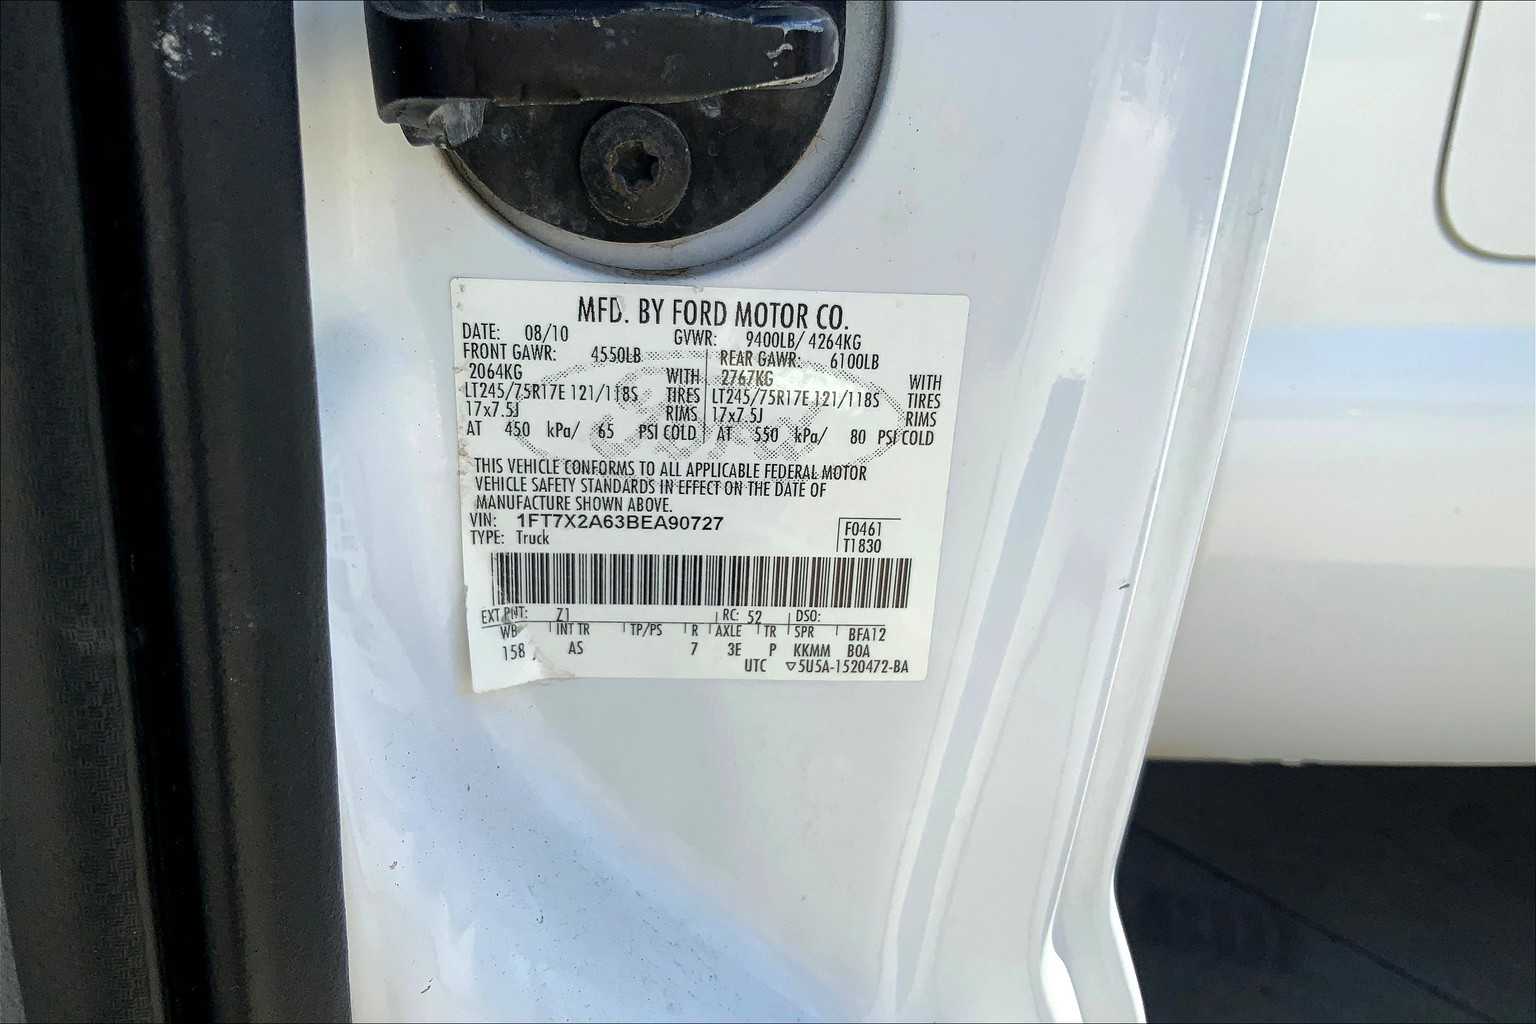 MFD. BY FORD MOTOR CO.
DATE: 08/10 GVWR: 9400LB/ 4264KG
FRONT GAWR: 4550LB REAR GAWR: 6100LB
2064KG WITH 2767KG WITH
LT245/75R17E 121/118S TIRES LT245/75R17E 121/118S TIRES
17x7.5J RIMS 17x7.5J RIMS
AT 450 kPa/ 65 PSI COLD AT 550 kPa/ 80 PSI COLD
THIS VEHICLE CONFORMS TO ALL APPLICABLE FEDERAL MOTOR
VEHICLE SAFETY STANDARDS IN EFFECT ON THE DATE OF
MANUFACTURE SHOWN ABOVE.
VIN: 1FT7X2A63BEA90727 F0461
TYPE: Truck T1830
EXT PNT: Z1 RC: 52 DSO:
WB INT TR TP/PS R AXLE TR SPR BFA12
158 AS 7 3E P KKMM BOA
UTC ▽5U5A-1520472-BA